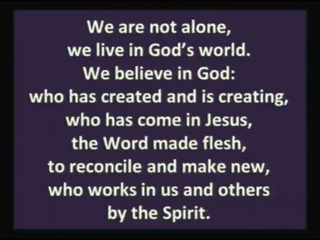 We are not alone,
we live in God's world.
We believe in God:
who has created and is creating,
who has come in Jesus,
the Word made flesh,
to reconcile and make new,
who works in us and others
by the Spirit.